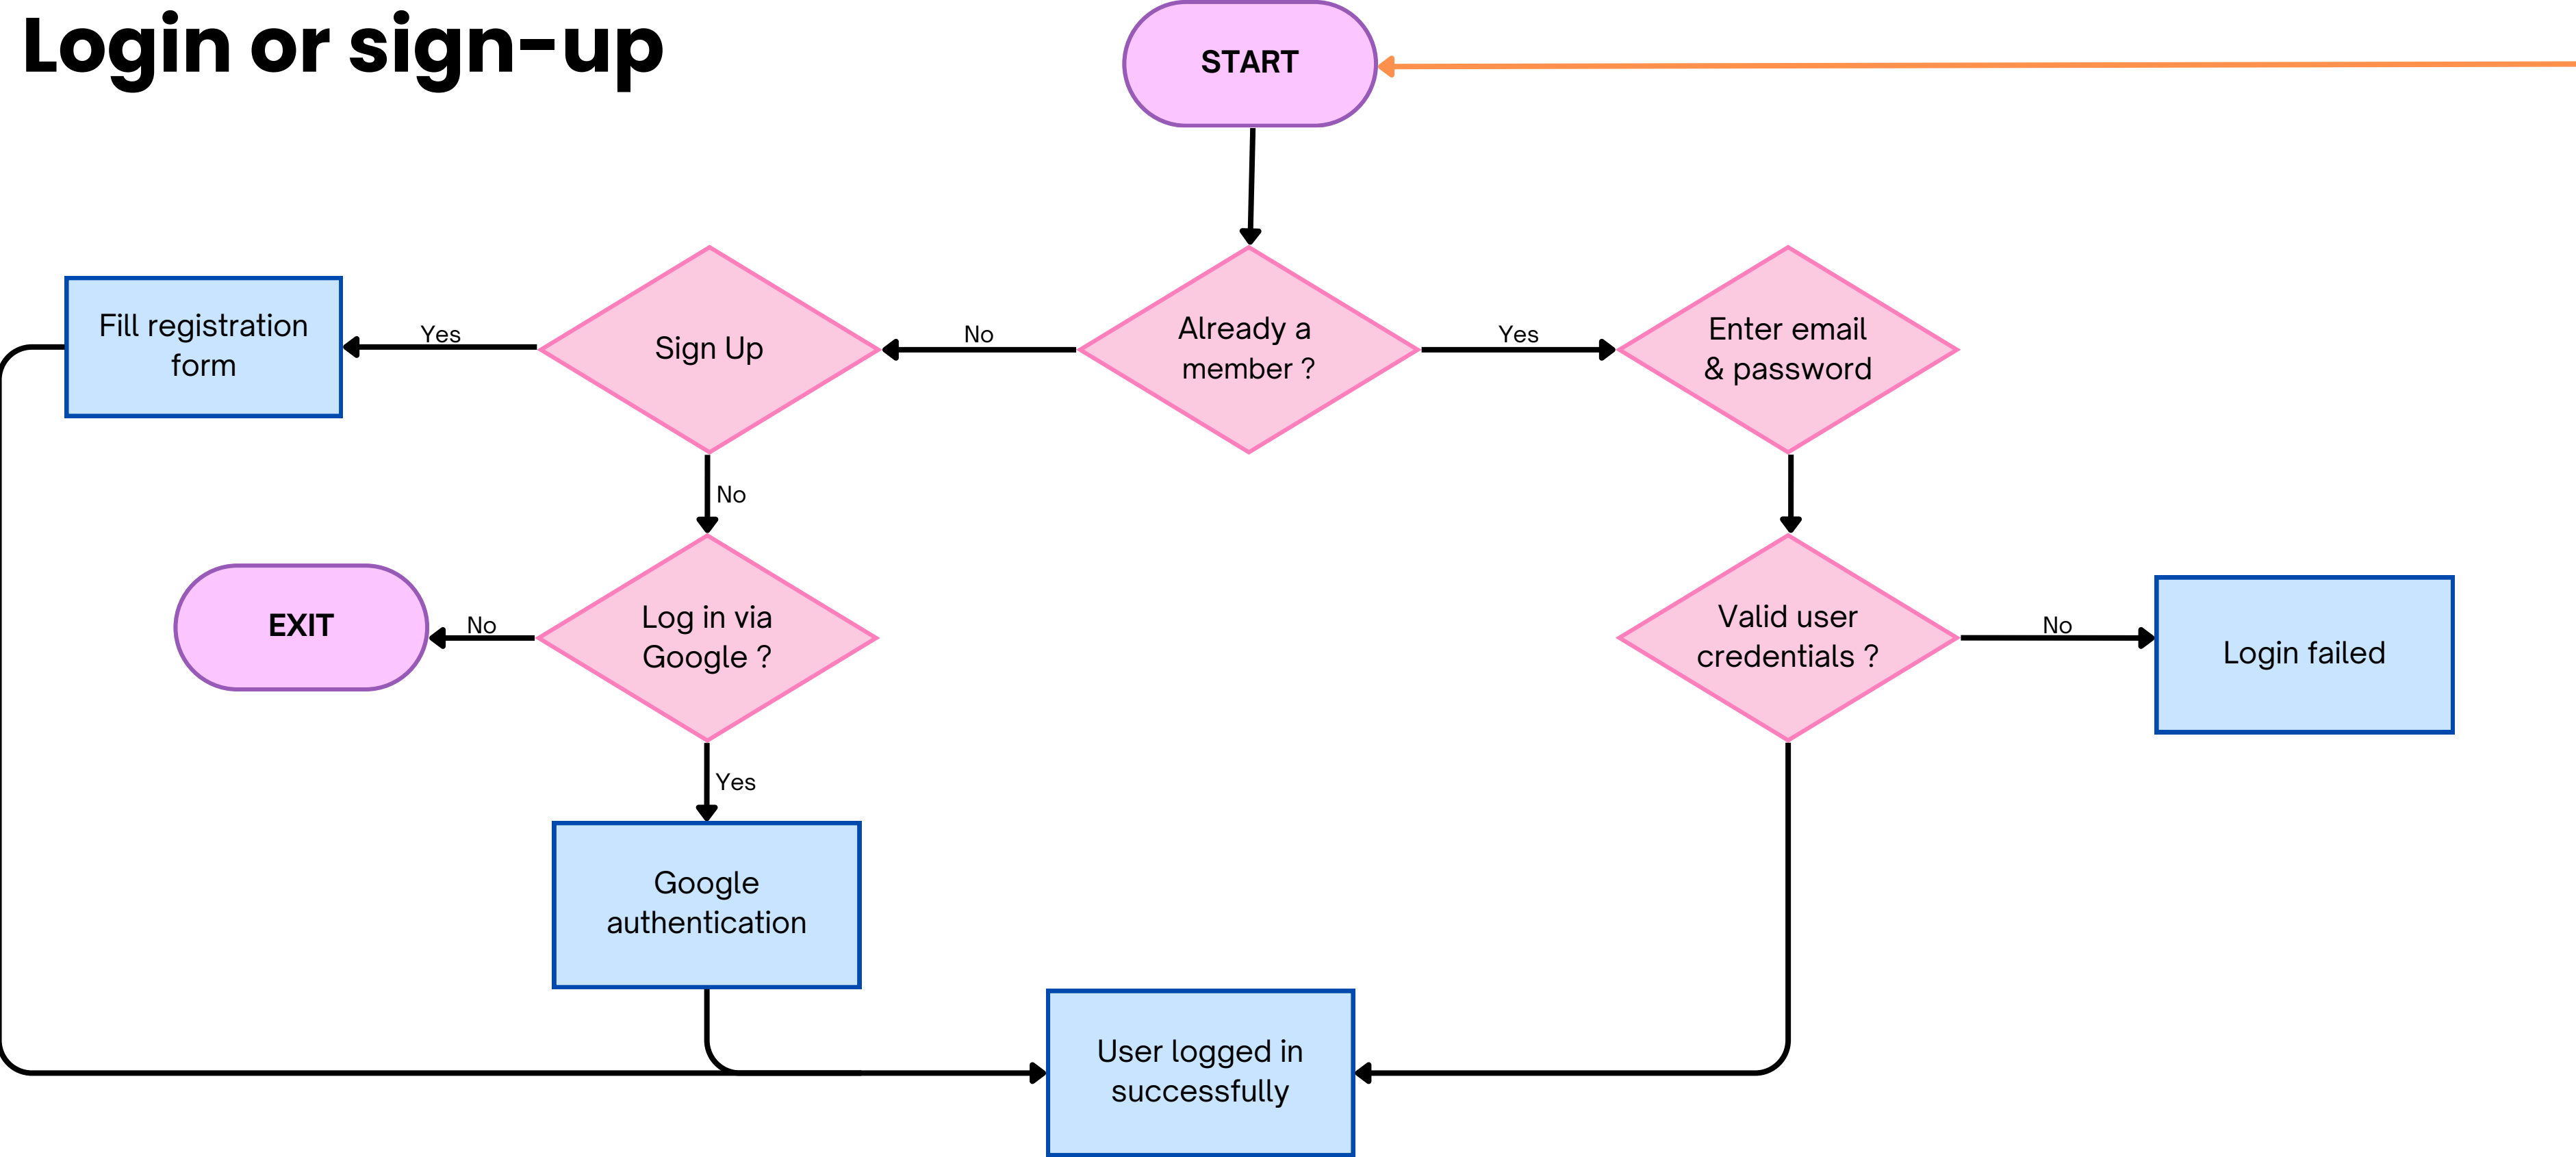 Login or sign-up
START
Fill registration
form
Yes
Sign Up
No
Already a
member ?
Yes
Enter email
& password
No
EXIT
No
Log in via
Google ?
Valid user
credentials ?
No
Login failed
Yes
Google
authentication
User logged in
successfully